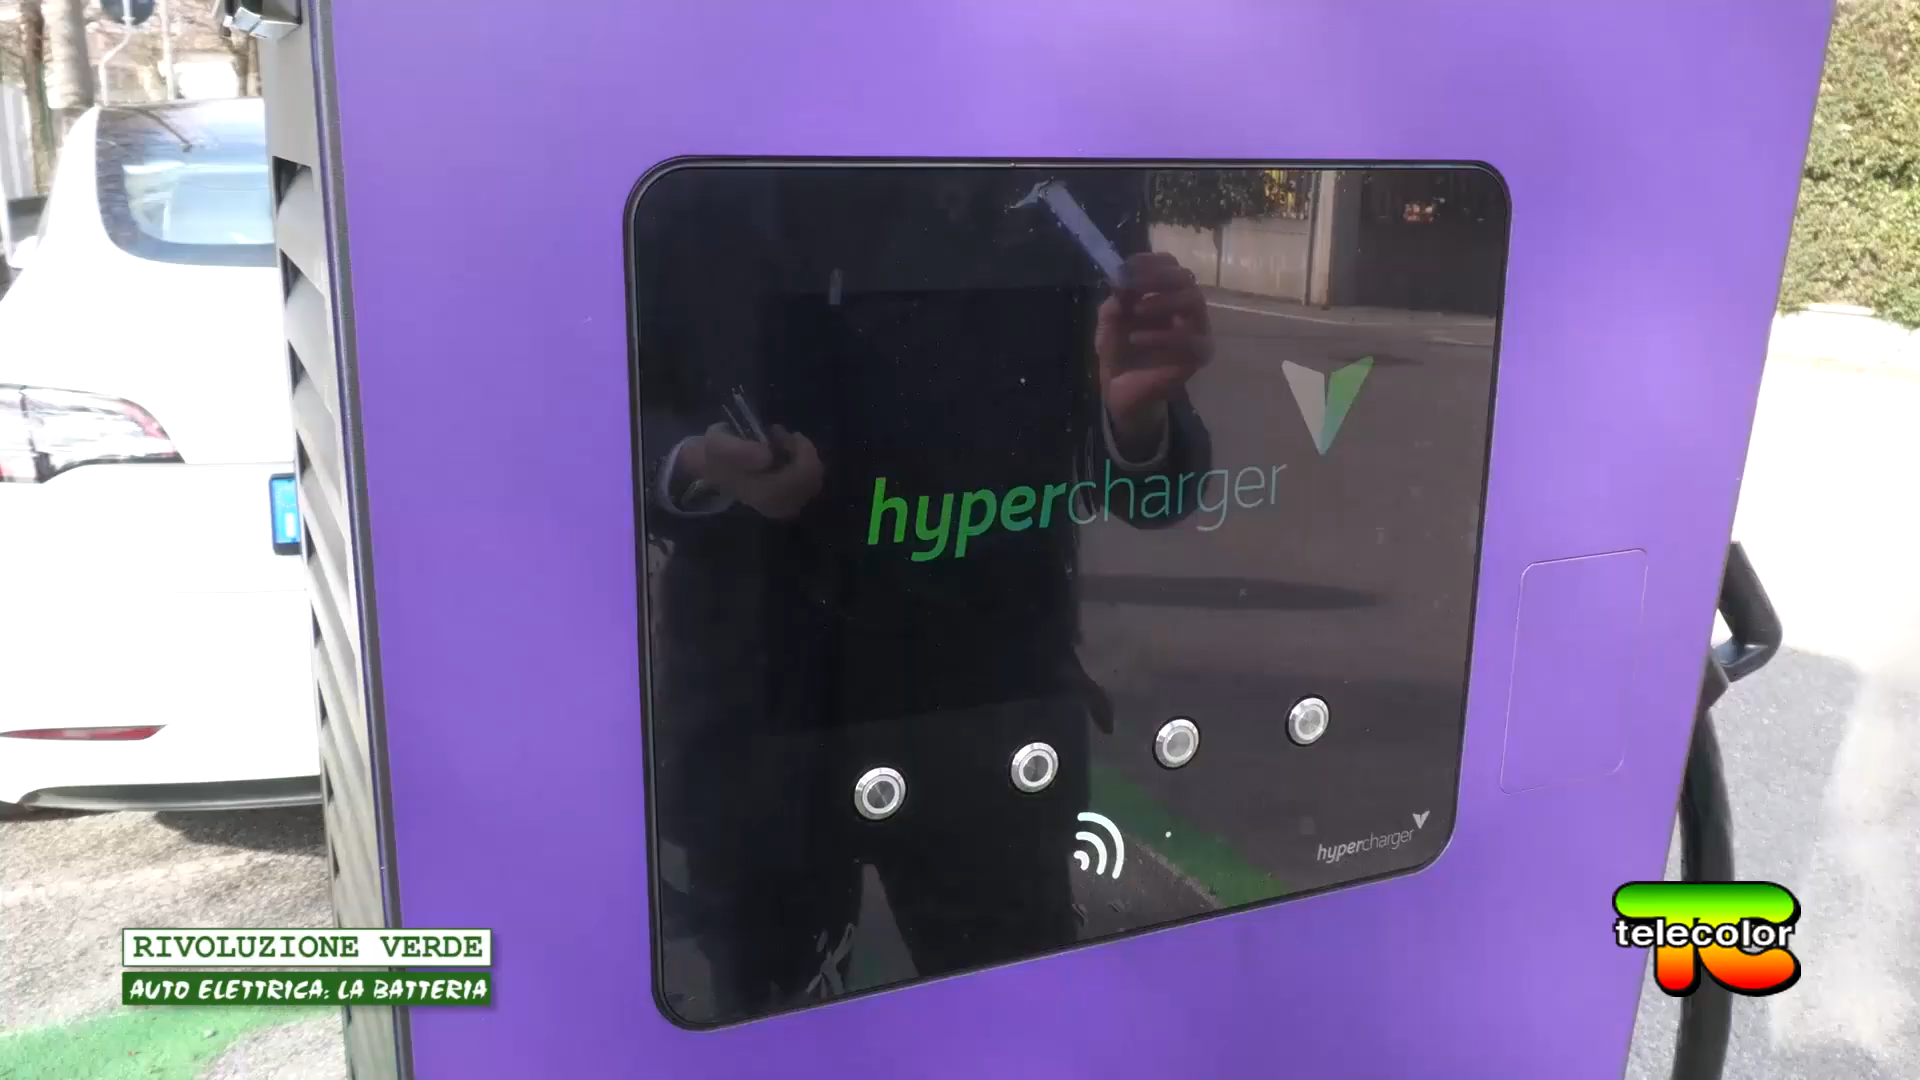 hypercharger
hypercharger
RIVOLUZIONE VERDE
AUTO ELETTRICA: LA BATTERIA
telecolor